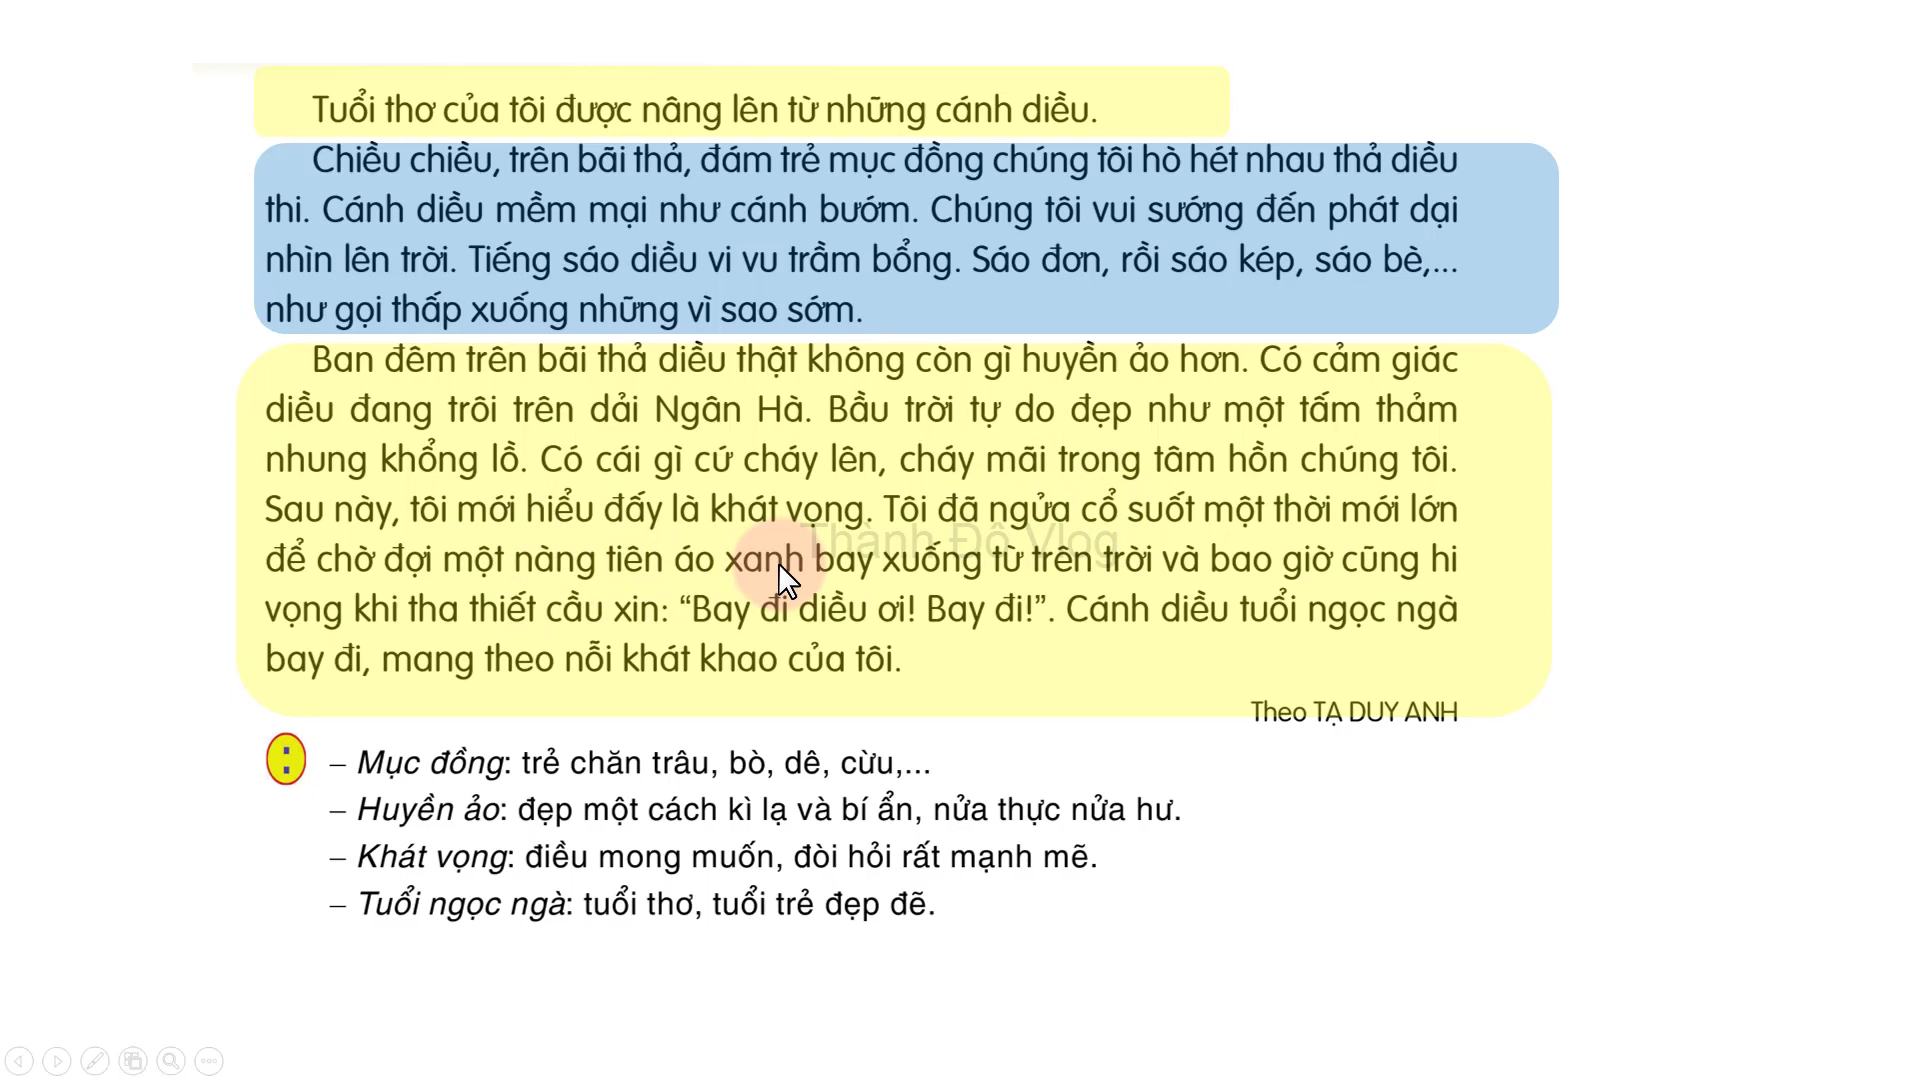 Tuổi thơ của tôi được nâng lên từ những cánh diều.
Chiều chiều, trên bãi thả, đám trẻ mục đồng chúng tôi hò hét nhau thả diều
thi. Cánh diều mềm mại như cánh bướm. Chúng tôi vui sướng đến phát dại
nhìn lên trời. Tiếng sáo diều vi vu trầm bổng. Sáo đơn, rồi sáo kép, sáo bè,...
như gọi thấp xuống những vì sao sớm.
Ban đêm trên bãi thả diều thật không còn gì huyền ảo hơn. Có cảm giác
diều đang trôi trên dải Ngân Hà. Bầu trời tự do đẹp như một tấm thảm
nhung khổng lồ. Có cái gì cứ cháy lên, cháy mãi trong tâm hồn chúng tôi.
Sau này, tôi mới hiểu đấy là khát vọng. Tôi đã ngửa cổ suốt một thời mới lớn
Thành Đô Vlog
để chờ đợi một nàng tiên áo xanh bay xuống từ trên trời và bao giờ cũng hi
vọng khi tha thiết cầu xin: “Bay đi diều ơi! Bay đi!”. Cánh diều tuổi ngọc ngà
bay đi, mang theo nỗi khát khao của tôi.
Theo TẠ DUY ANH
– Mục đồng: trẻ chăn trâu, bò, dê, cừu,...
– Huyền ảo: đẹp một cách kì lạ và bí ẩn, nửa thực nửa hư.
– Khát vọng: điều mong muốn, đòi hỏi rất mạnh mẽ.
– Tuổi ngọc ngà: tuổi thơ, tuổi trẻ đẹp đẽ.